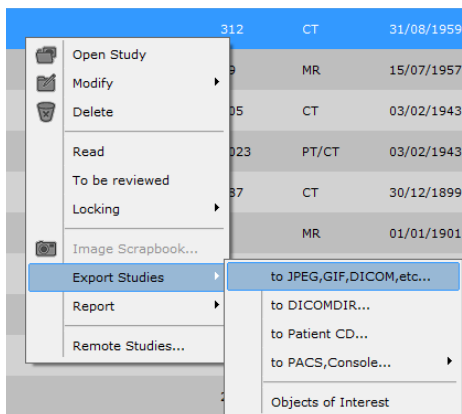 312 CT 31/08/1959
Open Study
9 MR 15/07/1957
Modify
Delete
05 CT 03/02/1943
Read
023 PT/CT 03/02/1943
To be reviewed
37 CT 30/12/1899
Locking
MR 01/01/1901
Image Scrapbook...
Export Studies
to JPEG,GIF,DICOM,etc...
Report
to DICOMDIR...
to Patient CD...
Remote Studies...
to PACS,Console...
Objects of Interest